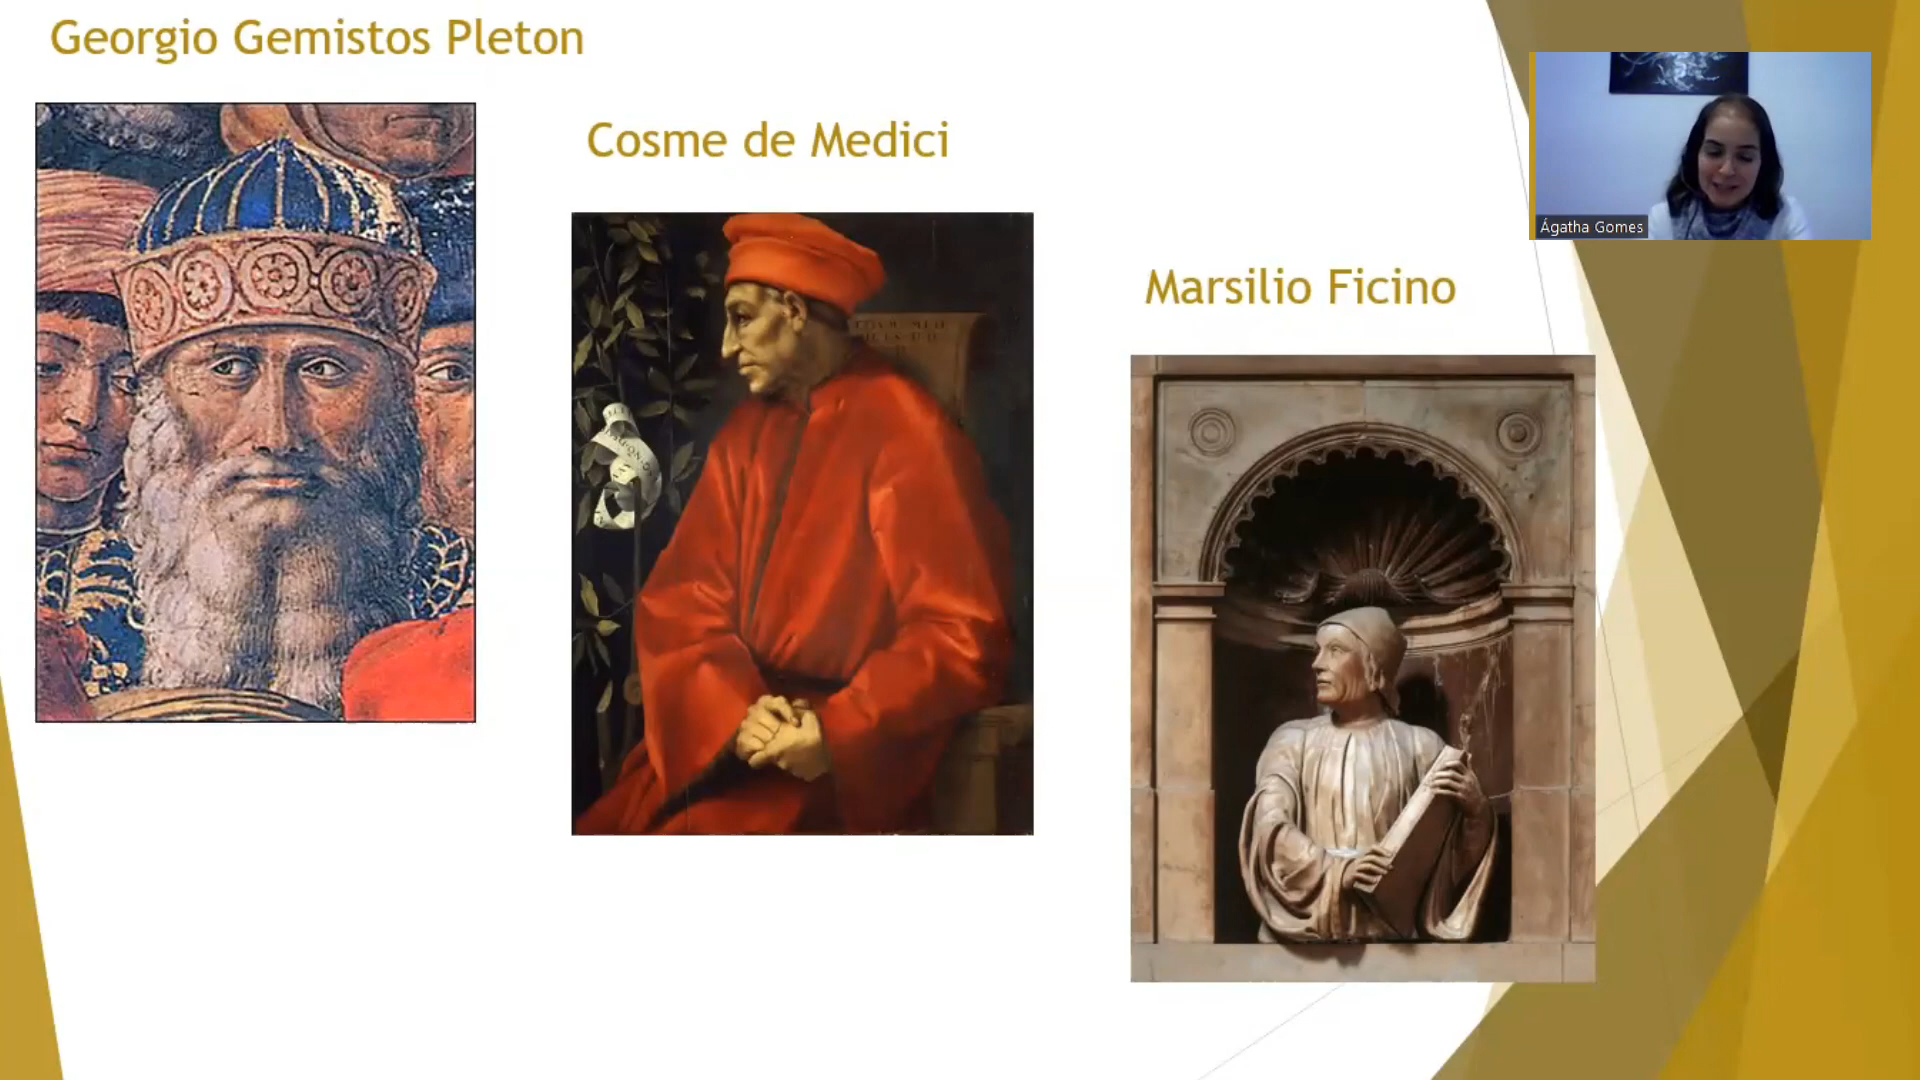 Georgio Gemistos Pleton
Cosme de Medici
Marsilio Ficino
Ágatha Gomes